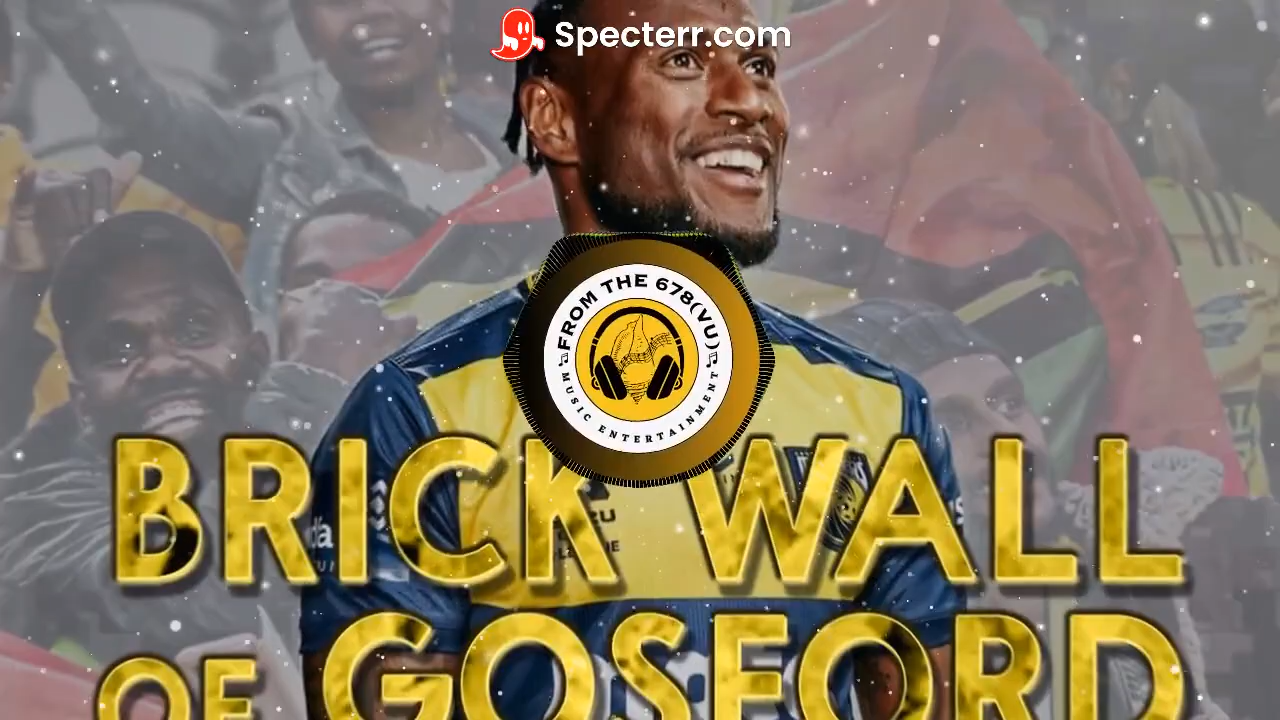 Specterr.com
FROM THE 678(VU)
MUSIC ENTERTAINMENT
BRICK WALL
OF GOSFORD